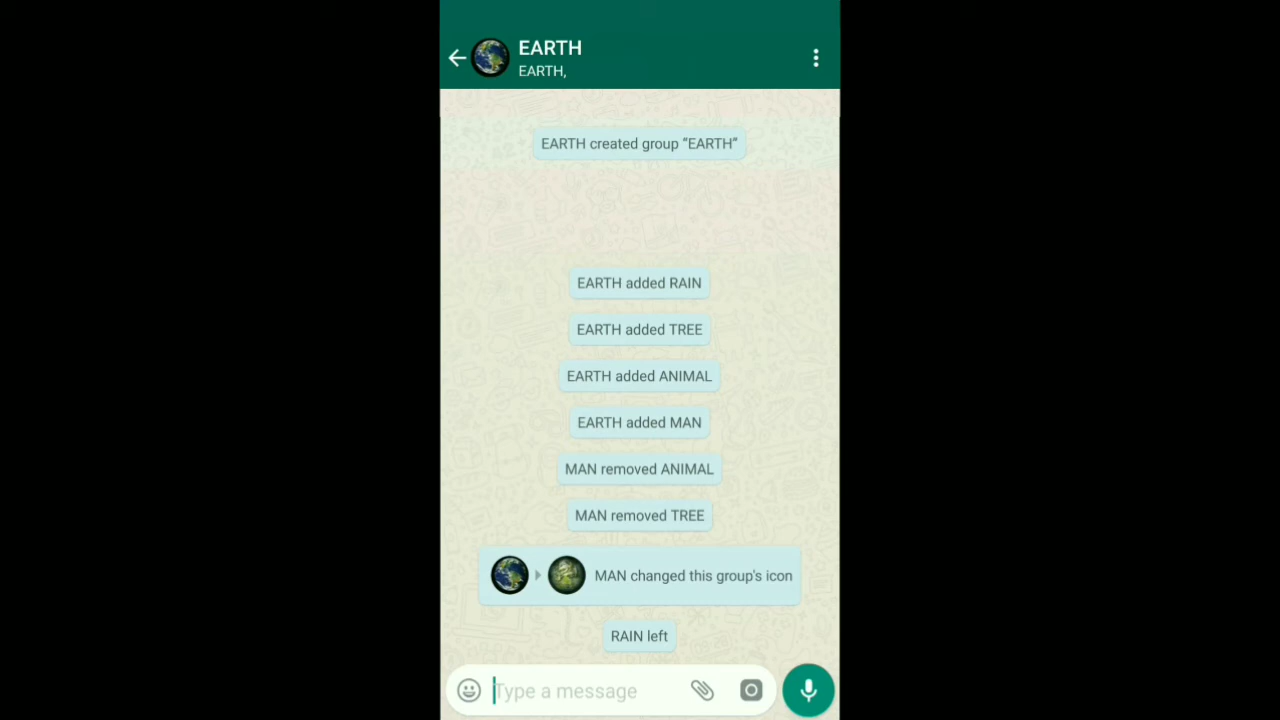 EARTH
EARTH,
EARTH created group “EARTH”
EARTH added RAIN
EARTH added TREE
EARTH added ANIMAL
EARTH added MAN
MAN removed ANIMAL
MAN removed TREE
MAN changed this group's icon
RAIN left
Type a message